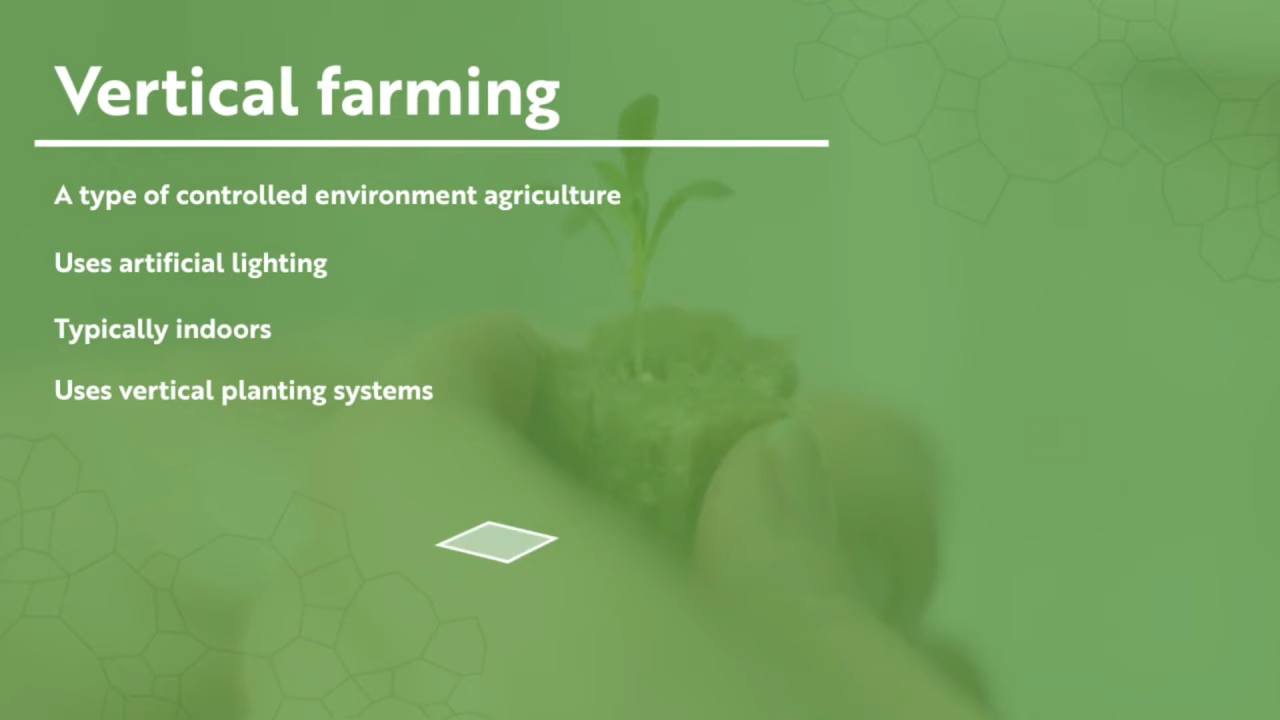 Vertical farming
A type of controlled environment agriculture
Uses artificial lighting
Typically indoors
Uses vertical planting systems